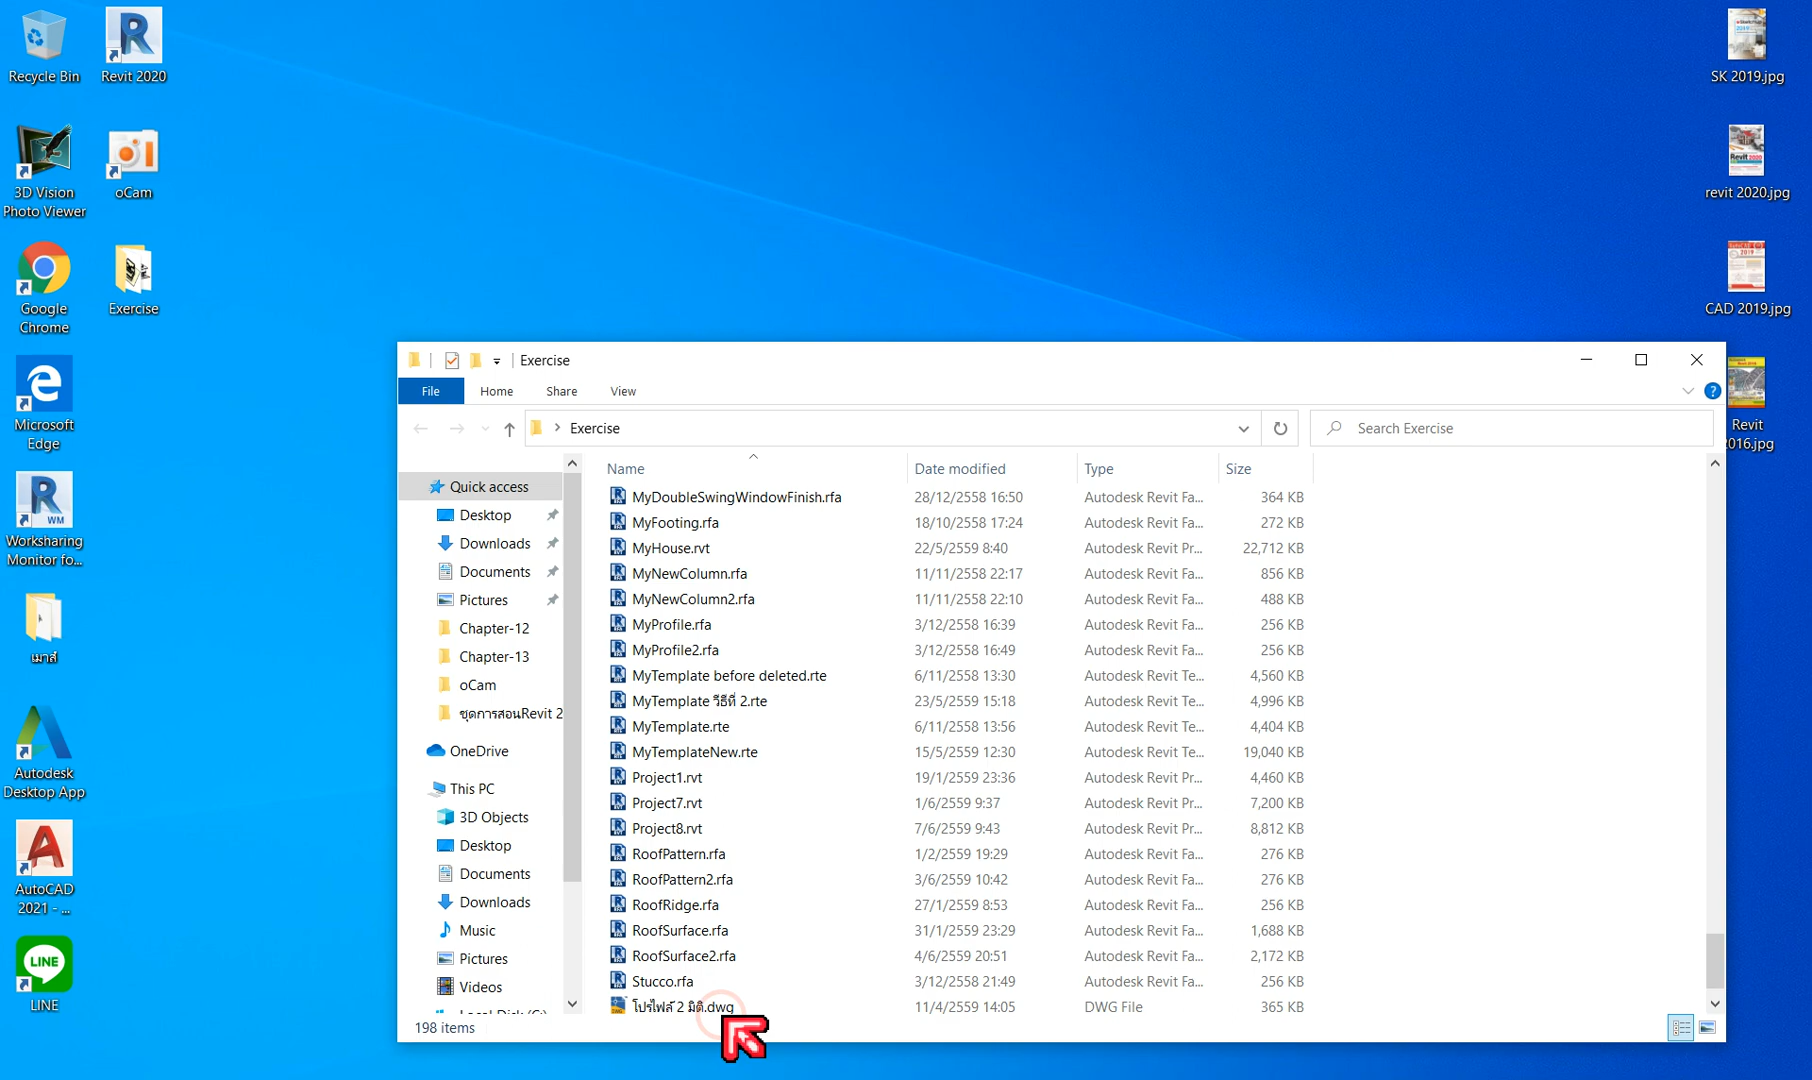 Recycle Bin
Revit 2020
3D Vision
Photo Viewer
oCam
Google
Chrome
Exercise
Microsoft
Edge
Worksharing
Monitor fo...
เมาส์
Autodesk
Desktop App
AutoCAD
2021 - ...
LINE
SK 2019.jpg
revit 2020.jpg
CAD 2019.jpg
Revit
2016.jpg
Exercise
File Home Share View
Exercise
Search Exercise
Quick access
Desktop
Downloads
Documents
Pictures
Chapter-12
Chapter-13
oCam
ชุดการสอนRevit 2
OneDrive
This PC
3D Objects
Desktop
Documents
Downloads
Music
Pictures
Videos
Name Date modified Type Size
MyDoubleSwingWindowFinish.rfa 28/12/2558 16:50 Autodesk Revit Fa... 364 KB
MyFooting.rfa 18/10/2558 17:24 Autodesk Revit Fa... 272 KB
MyHouse.rvt 22/5/2559 8:40 Autodesk Revit Pr... 22,712 KB
MyNewColumn.rfa 11/11/2558 22:17 Autodesk Revit Fa... 856 KB
MyNewColumn2.rfa 11/11/2558 22:10 Autodesk Revit Fa... 488 KB
MyProfile.rfa 3/12/2558 16:39 Autodesk Revit Fa... 256 KB
MyProfile2.rfa 3/12/2558 16:49 Autodesk Revit Fa... 256 KB
MyTemplate before deleted.rte 6/11/2558 13:30 Autodesk Revit Te... 4,560 KB
MyTemplate วิธีที่ 2.rte 23/5/2559 15:18 Autodesk Revit Te... 4,996 KB
MyTemplate.rte 6/11/2558 13:56 Autodesk Revit Te... 4,404 KB
MyTemplateNew.rte 15/5/2559 12:30 Autodesk Revit Te... 19,040 KB
Project1.rvt 19/1/2559 23:36 Autodesk Revit Pr... 4,460 KB
Project7.rvt 1/6/2559 9:37 Autodesk Revit Pr... 7,200 KB
Project8.rvt 7/6/2559 9:43 Autodesk Revit Pr... 8,812 KB
RoofPattern.rfa 1/2/2559 19:29 Autodesk Revit Fa... 276 KB
RoofPattern2.rfa 3/6/2559 10:42 Autodesk Revit Fa... 276 KB
RoofRidge.rfa 27/1/2559 8:53 Autodesk Revit Fa... 256 KB
RoofSurface.rfa 31/1/2559 23:29 Autodesk Revit Fa... 1,688 KB
RoofSurface2.rfa 4/6/2559 20:51 Autodesk Revit Fa... 2,172 KB
Stucco.rfa 3/12/2558 21:49 Autodesk Revit Fa... 256 KB
โปรไฟล์ 2 มิติ.dwg 11/4/2559 14:05 DWG File 365 KB
198 items